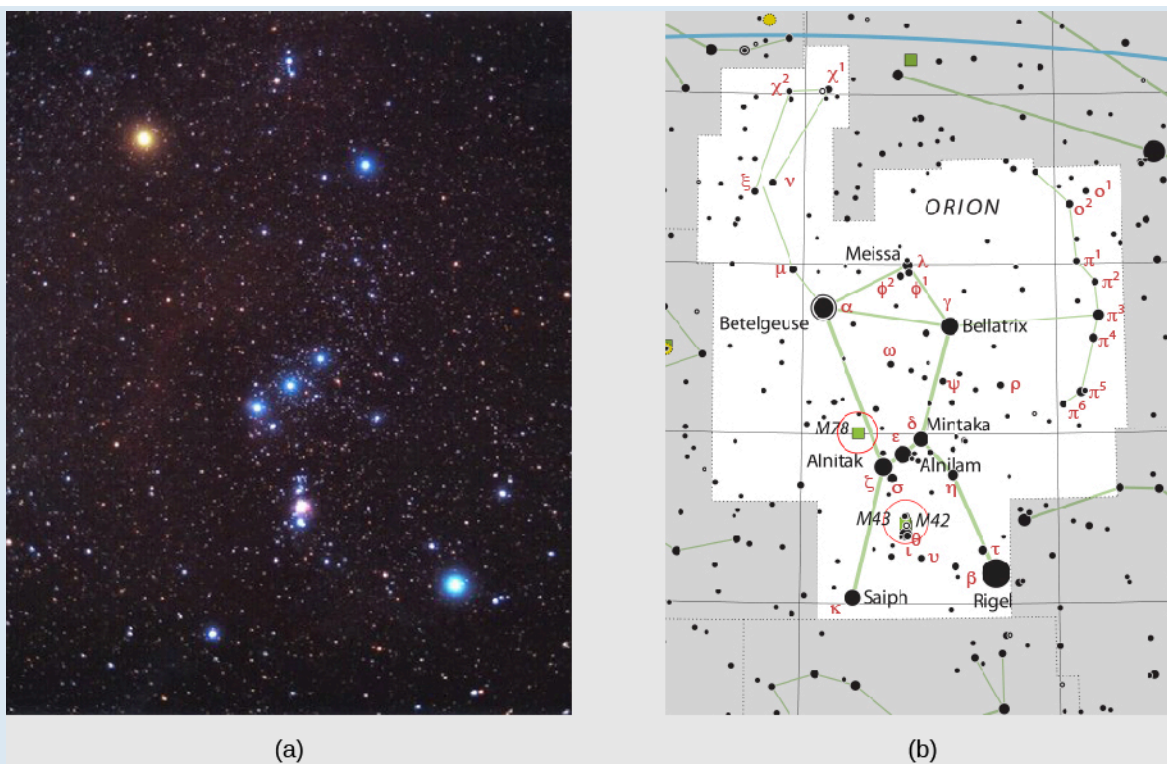 χ² χ¹
ξ ν
ο¹
ο²
ORION
Meissa λ
μ
π¹
φ² φ¹
π²
α γ
π³
Betelgeuse Bellatrix
π⁴
ω
ψ ρ
π⁵
π⁶
M78 δ Mintaka
ε
Alnitak Alnilam
ζ σ η
M43 M42
θ
ι υ τ
β
Saiph Rigel
κ
(a) (b)